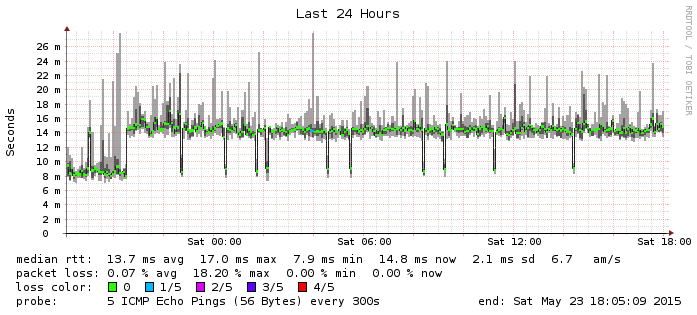 Last 24 Hours
RRDTOOL / TOBI OETIKER
Seconds
26 m
24 m
22 m
20 m
18 m
16 m
14 m
12 m
10 m
8 m
6 m
4 m
2 m
0
Sat 00:00 Sat 06:00 Sat 12:00 Sat 18:00
median rtt: 13.7 ms avg 17.0 ms max 7.9 ms min 14.8 ms now 2.1 ms sd 6.7 am/s
packet loss: 0.07 % avg 18.20 % max 0.00 % min 0.00 % now
loss color: 0 1/5 2/5 3/5 4/5
probe: 5 ICMP Echo Pings (56 Bytes) every 300s end: Sat May 23 18:05:09 2015